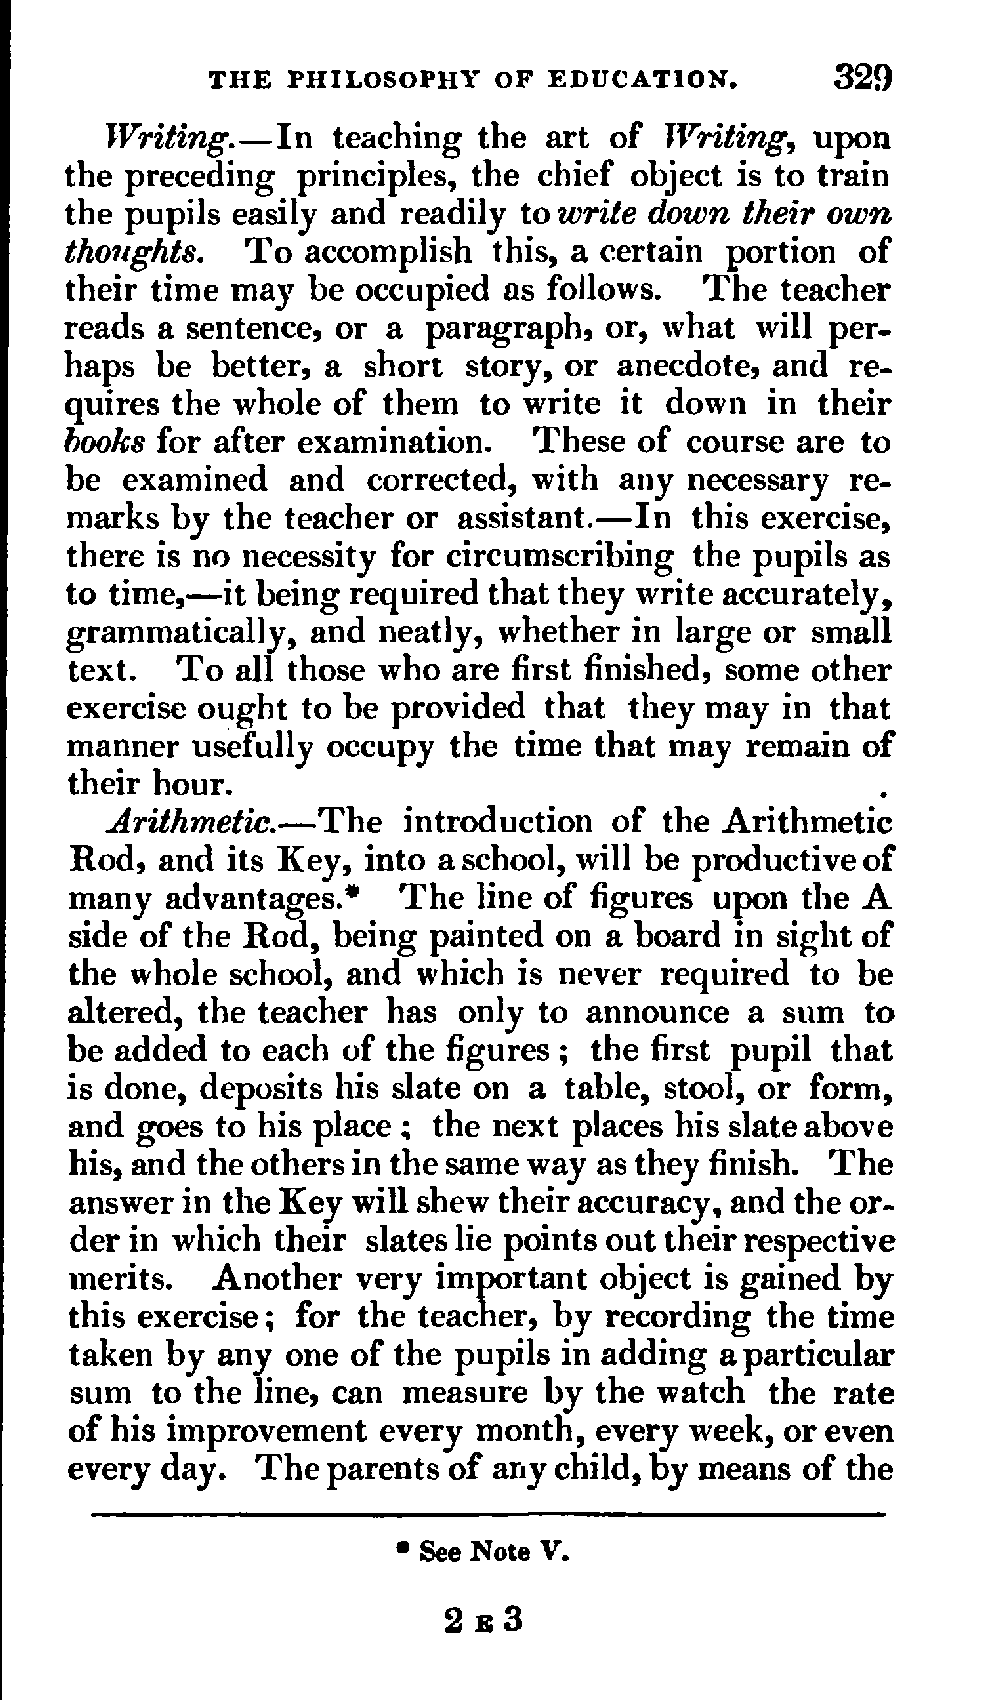 THE PHILOSOPHY OF EDUCATION. 329
Writing.—In teaching the art of Writing, upon
the preceding principles, the chief object is to train
the pupils easily and readily to write down their own
thoughts. To accomplish this, a certain portion of
their time may be occupied as follows. The teacher
reads a sentence, or a paragraph, or, what will per-
haps be better, a short story, or anecdote, and re-
quires the whole of them to write it down in their
books for after examination. These of course are to
be examined and corrected, with any necessary re-
marks by the teacher or assistant.—In this exercise,
there is no necessity for circumscribing the pupils as
to time,—it being required that they write accurately,
grammatically, and neatly, whether in large or small
text. To all those who are first finished, some other
exercise ought to be provided that they may in that
manner usefully occupy the time that may remain of
their hour.
Arithmetic.—The introduction of the Arithmetic
Rod, and its Key, into a school, will be productive of
many advantages.* The line of figures upon the A
side of the Rod, being painted on a board in sight of
the whole school, and which is never required to be
altered, the teacher has only to announce a sum to
be added to each of the figures ; the first pupil that
is done, deposits his slate on a table, stool, or form,
and goes to his place ; the next places his slate above
his, and the others in the same way as they finish. The
answer in the Key will shew their accuracy, and the or-
der in which their slates lie points out their respective
merits. Another very important object is gained by
this exercise; for the teacher, by recording the time
taken by any one of the pupils in adding a particular
sum to the line, can measure by the watch the rate
of his improvement every month, every week, or even
every day. The parents of any child, by means of the
* See Note V.
2 E 3